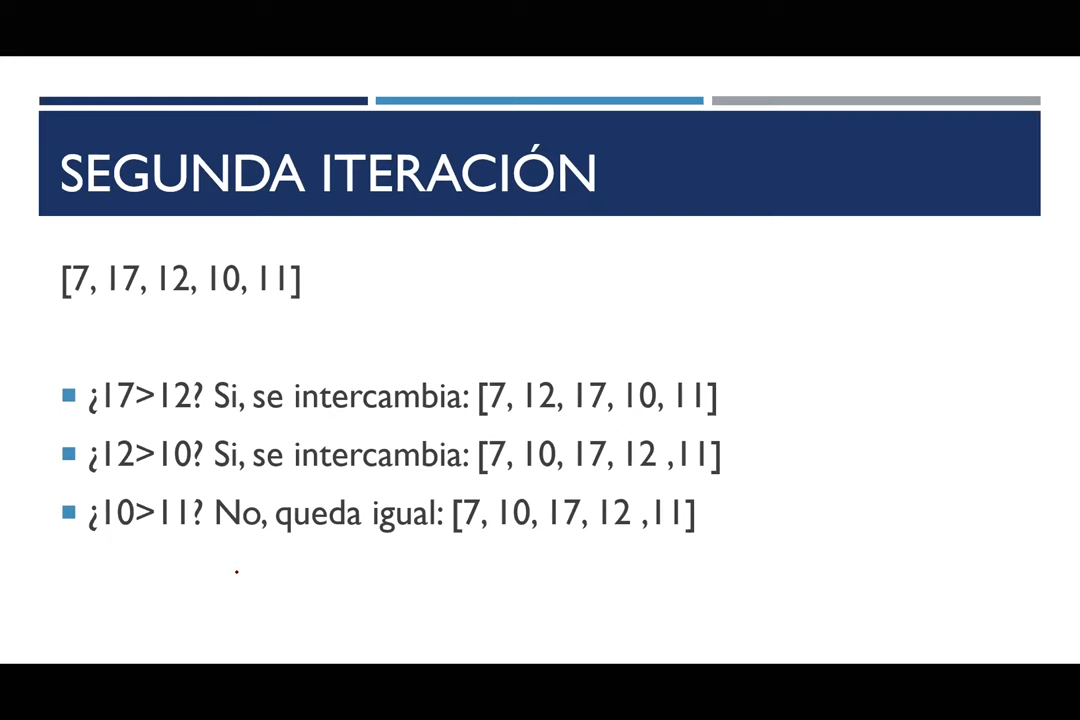 SEGUNDA ITERACIÓN
[7, 17, 12, 10, 11]
¿17>12? Si, se intercambia: [7, 12, 17, 10, 11]
¿12>10? Si, se intercambia: [7, 10, 17, 12 ,11]
¿10>11? No, queda igual: [7, 10, 17, 12 ,11]